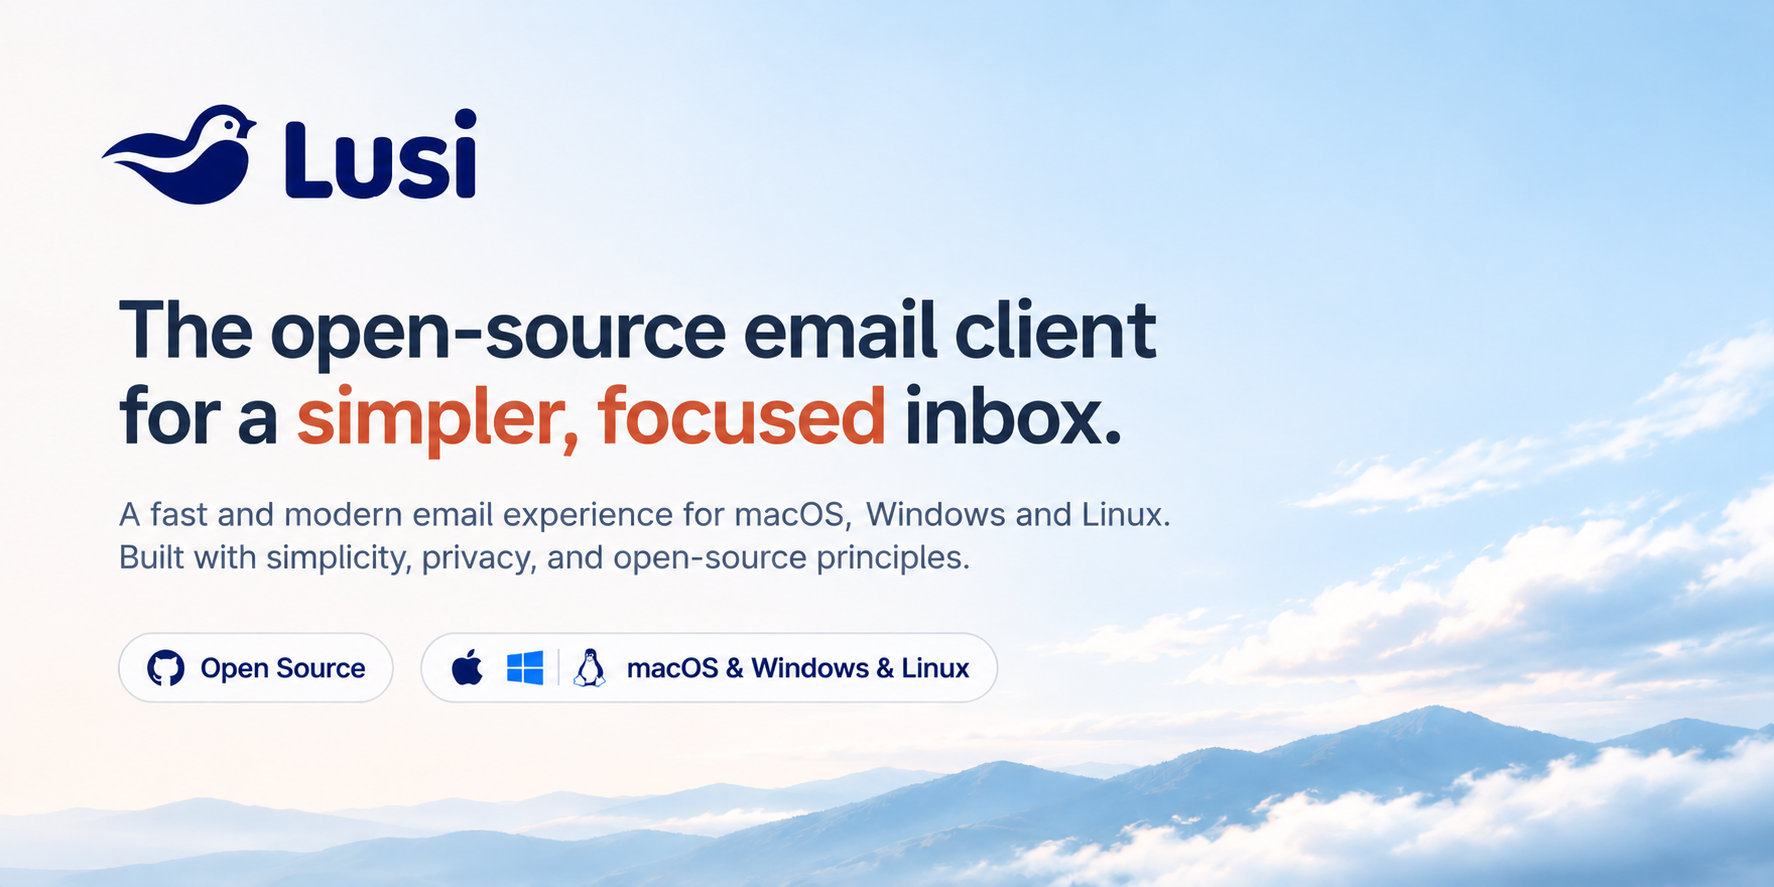 Lusi
The open-source email client
for a simpler, focused inbox.
A fast and modern email experience for macOS, Windows and Linux.
Built with simplicity, privacy, and open-source principles.
Open Source
macOS & Windows & Linux